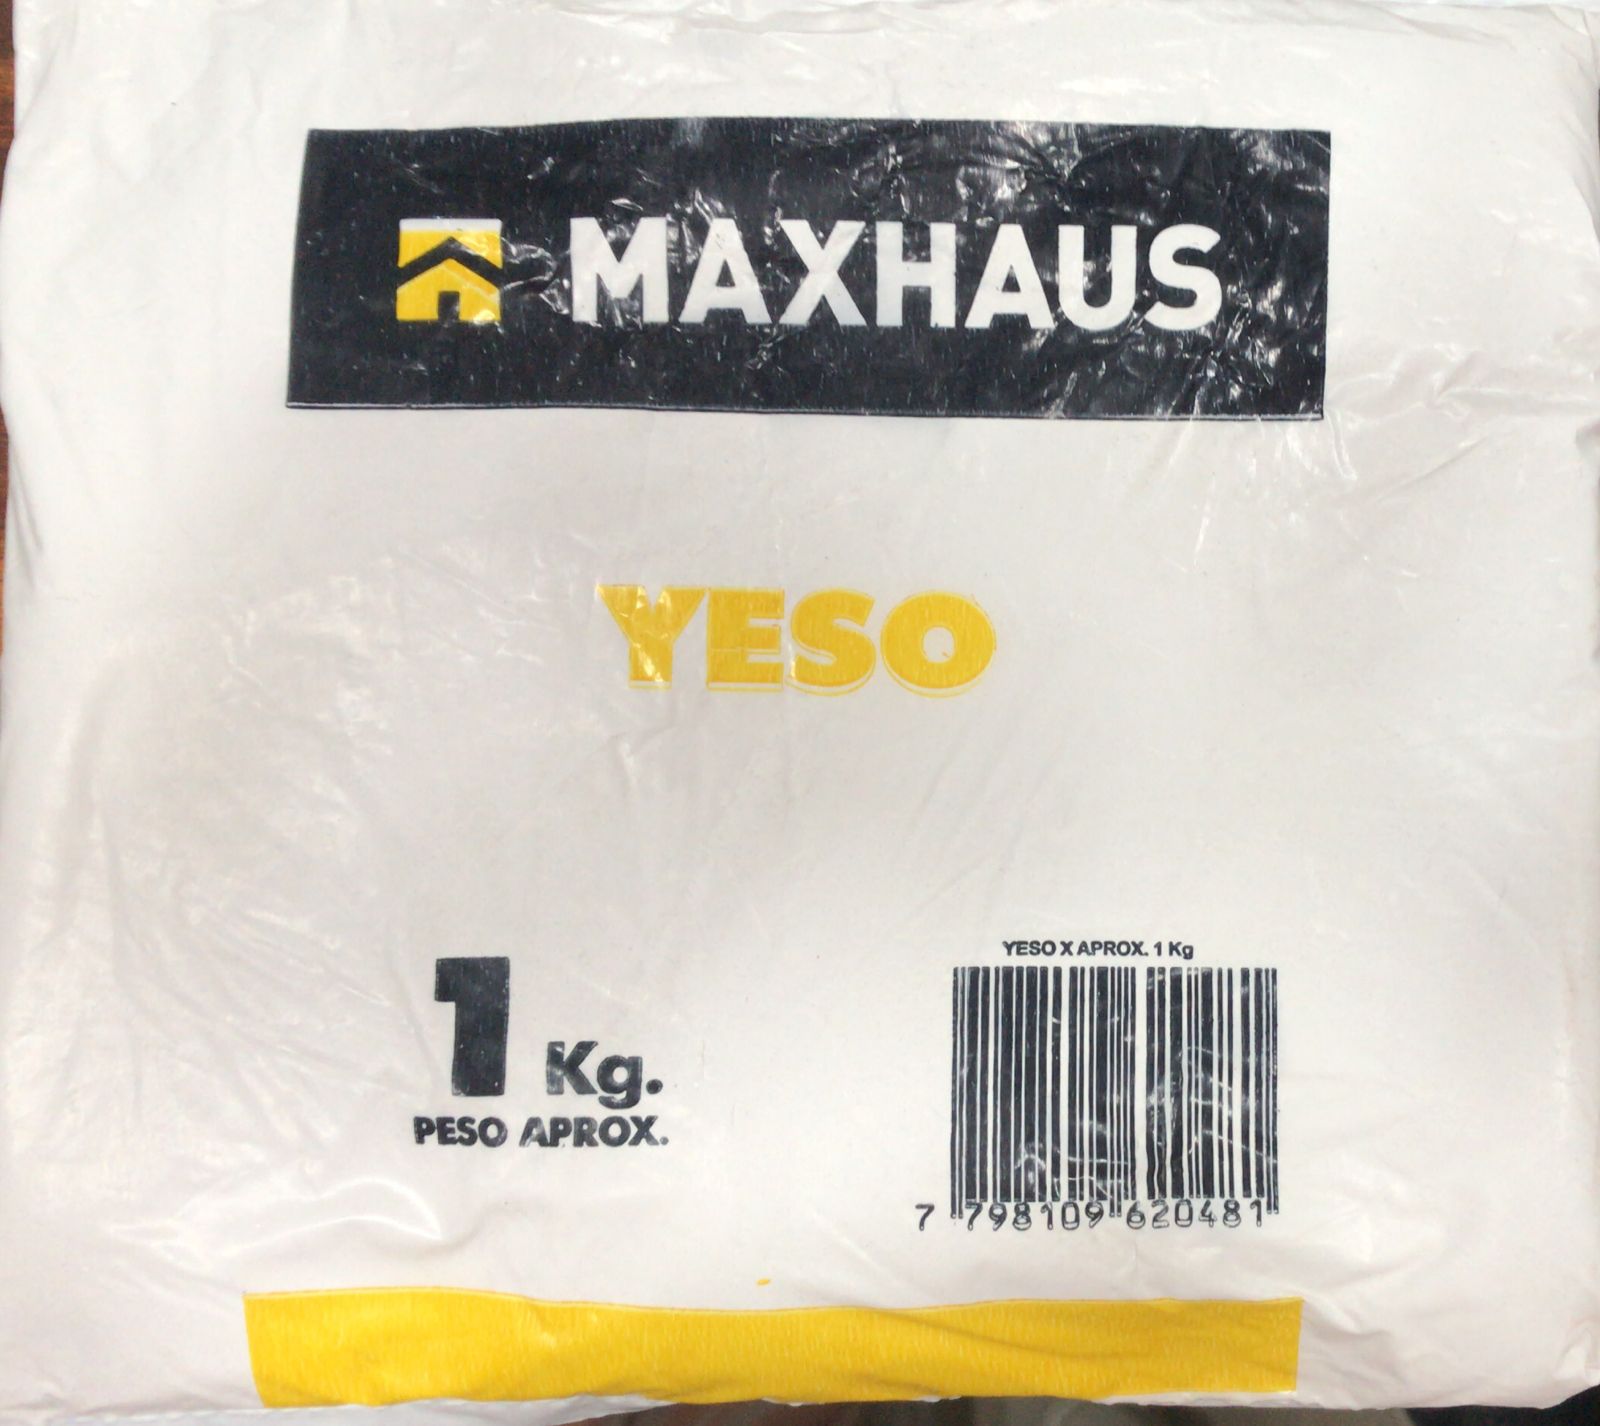 MAXHAUS
YESO
YESO X APROX. 1 Kg
1 Kg.
PESO APROX.
7 798109 620481